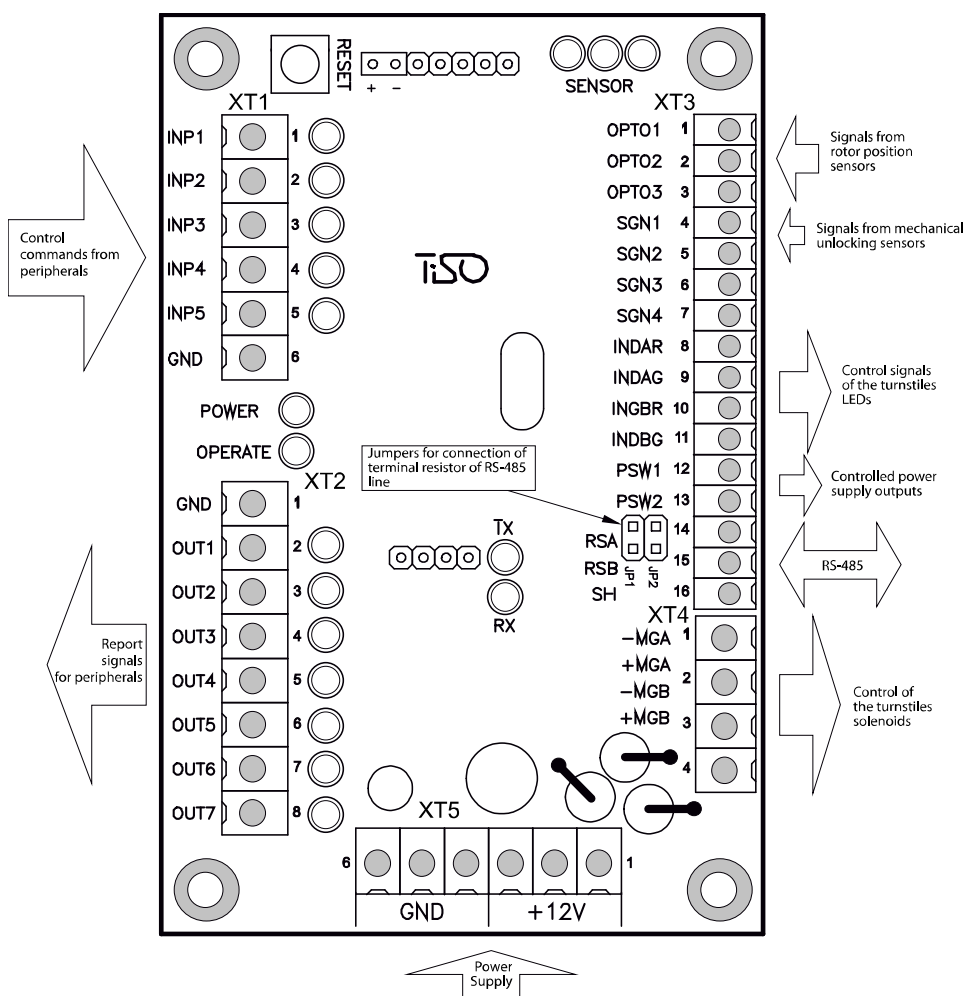 RESET
+ −
SENSOR
XT1
INP1 1
INP2 2
INP3 3
INP4 4
INP5 5
GND 6
Control
commands from
peripherals
POWER
OPERATE
XT2
GND 1
OUT1 2
OUT2 3
OUT3 4
OUT4 5
OUT5 6
OUT6 7
OUT7 8
Report
signals
for peripherals
TiSO
Jumpers for connection of
terminal resistor of RS-485
line
Tx
RX
XT3
OPTO1 1
OPTO2 2
OPTO3 3
SGN1 4
SGN2 5
SGN3 6
SGN4 7
INDAR 8
INDAG 9
INGBR 10
INDBG 11
PSW1 12
PSW2 13
14
RSA
15
RSB
16
SH
JP1
JP2
Signals from
rotor position
sensors
Signals from mechanical
unlocking sensors
Control signals
of the turnstiles
LEDs
Controlled power
supply outputs
RS-485
XT4
−MGA 1
+MGA 2
−MGB
+MGB 3
4
Control of
the turnstiles
solenoids
XT5
6 1
GND +12V
Power
Supply